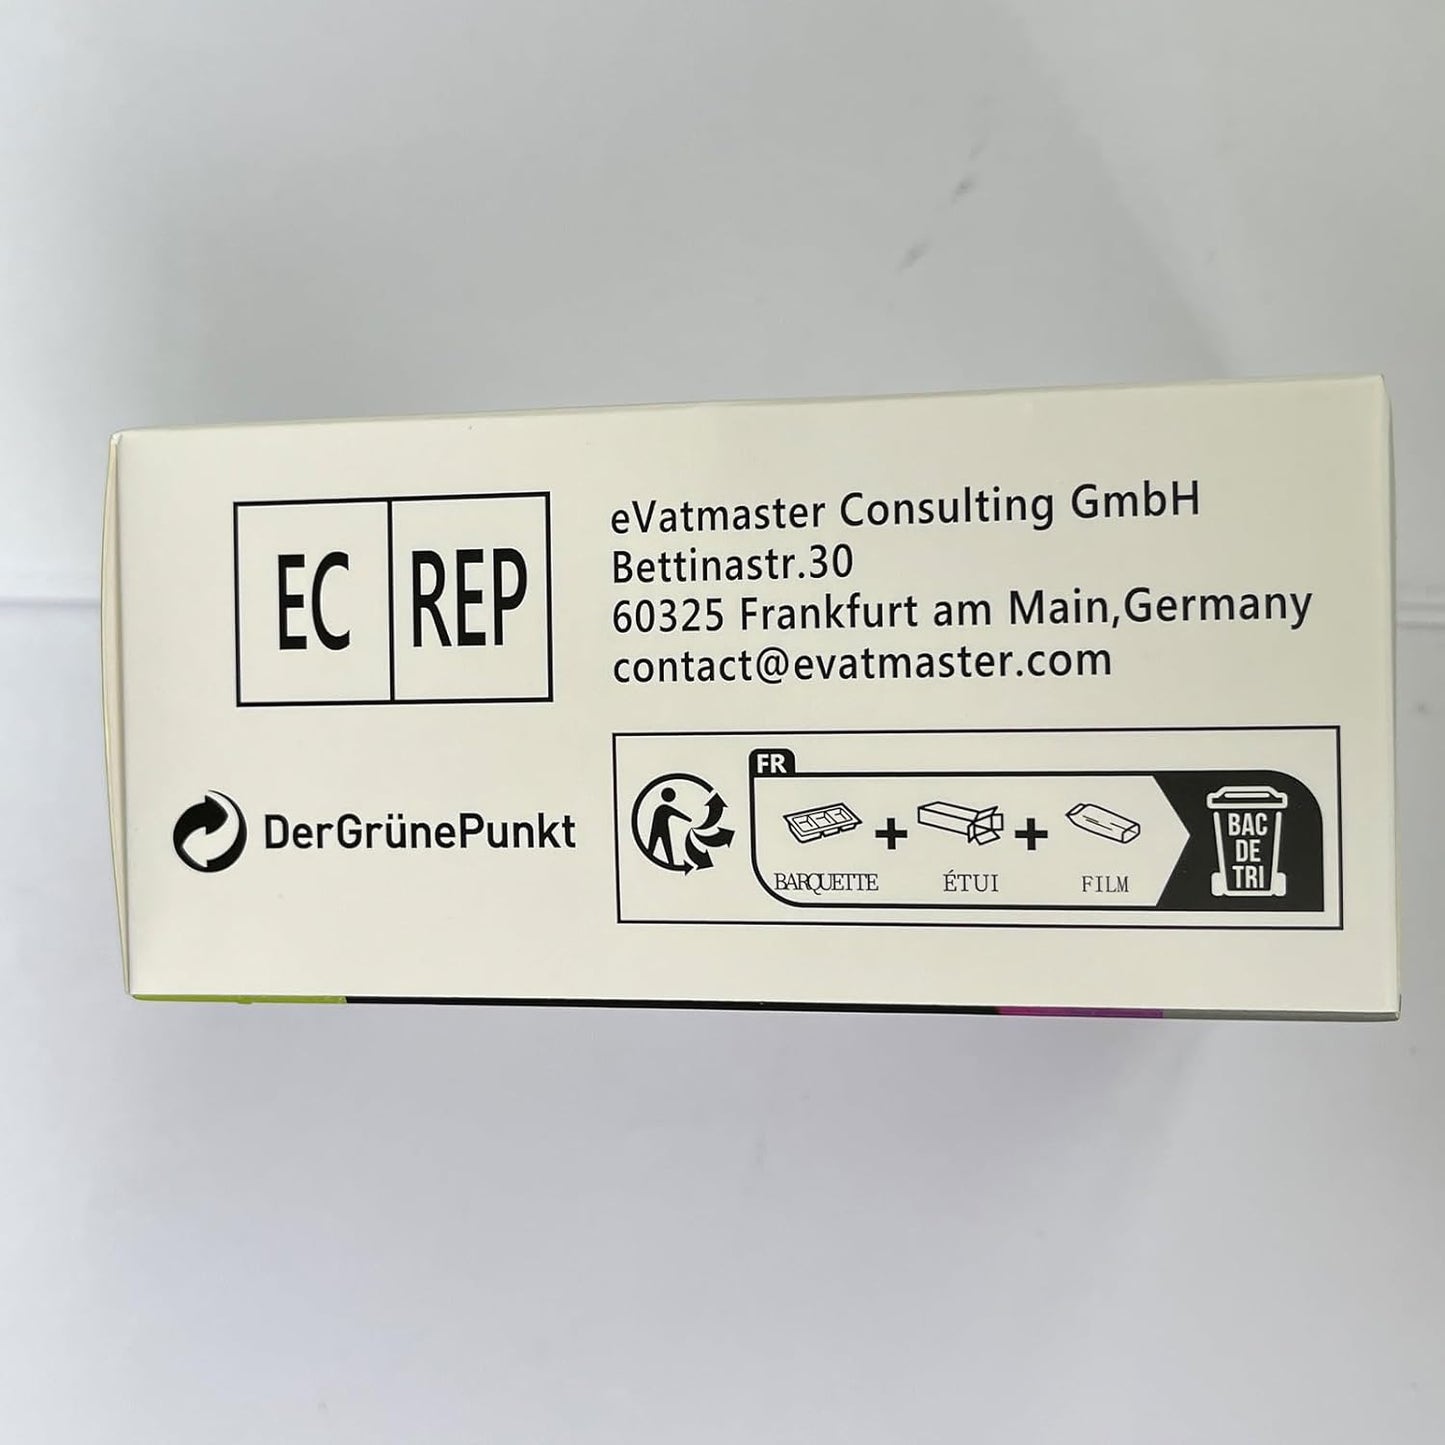 EC REP
eVatmaster Consulting GmbH
Bettinastr.30
60325 Frankfurt am Main,Germany
contact@evatmaster.com
DerGrünePunkt
FR
BARQUETTE + ÉTUI + FILM
BAC
DE
TRI